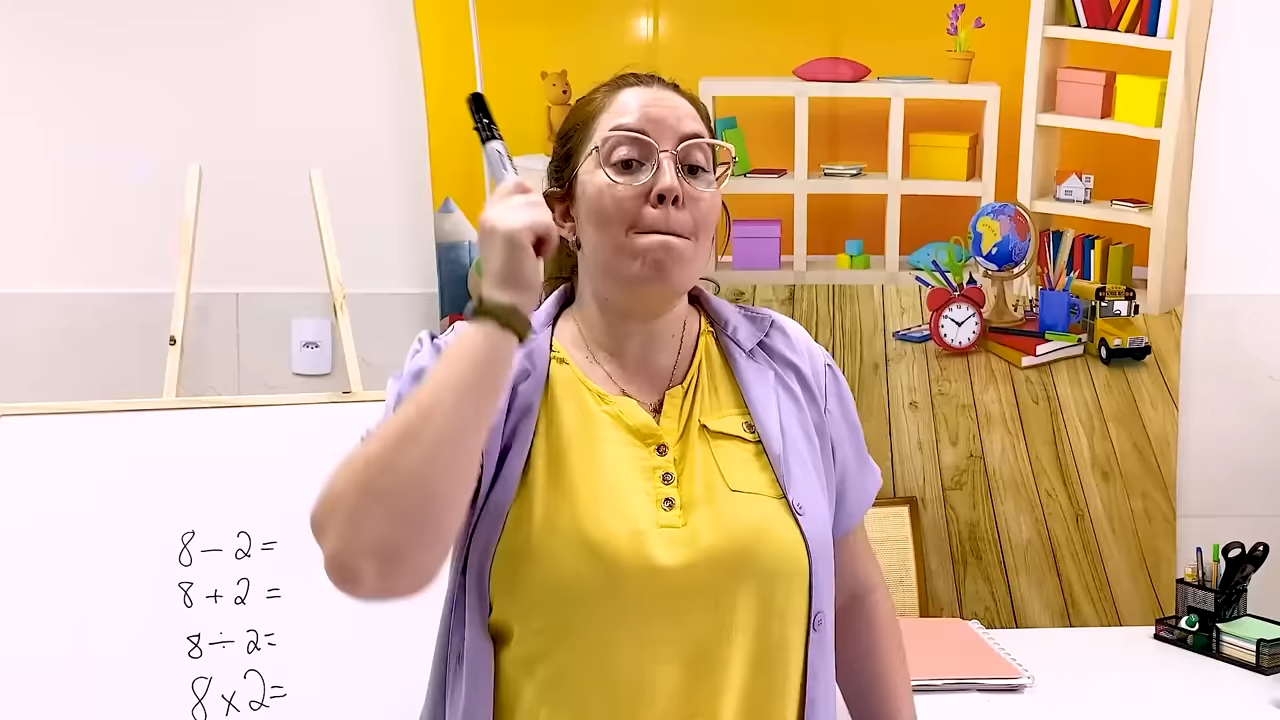 8 – 2 =
8 + 2 =
8 ÷ 2 =
8 x 2 =